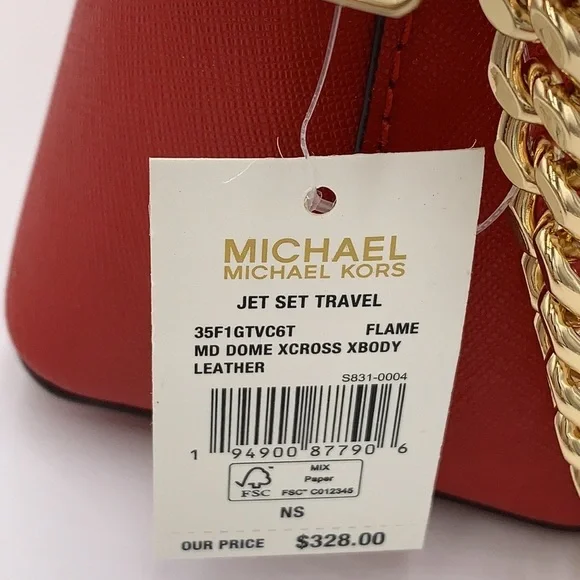 MICHAEL
MICHAEL KORS
JET SET TRAVEL
35F1GTVC6T FLAME
MD DOME XCROSS XBODY
LEATHER
S831-0004
1 94900 87790 6
FSC
MIX
Paper
FSC™ C012345
NS
OUR PRICE $328.00